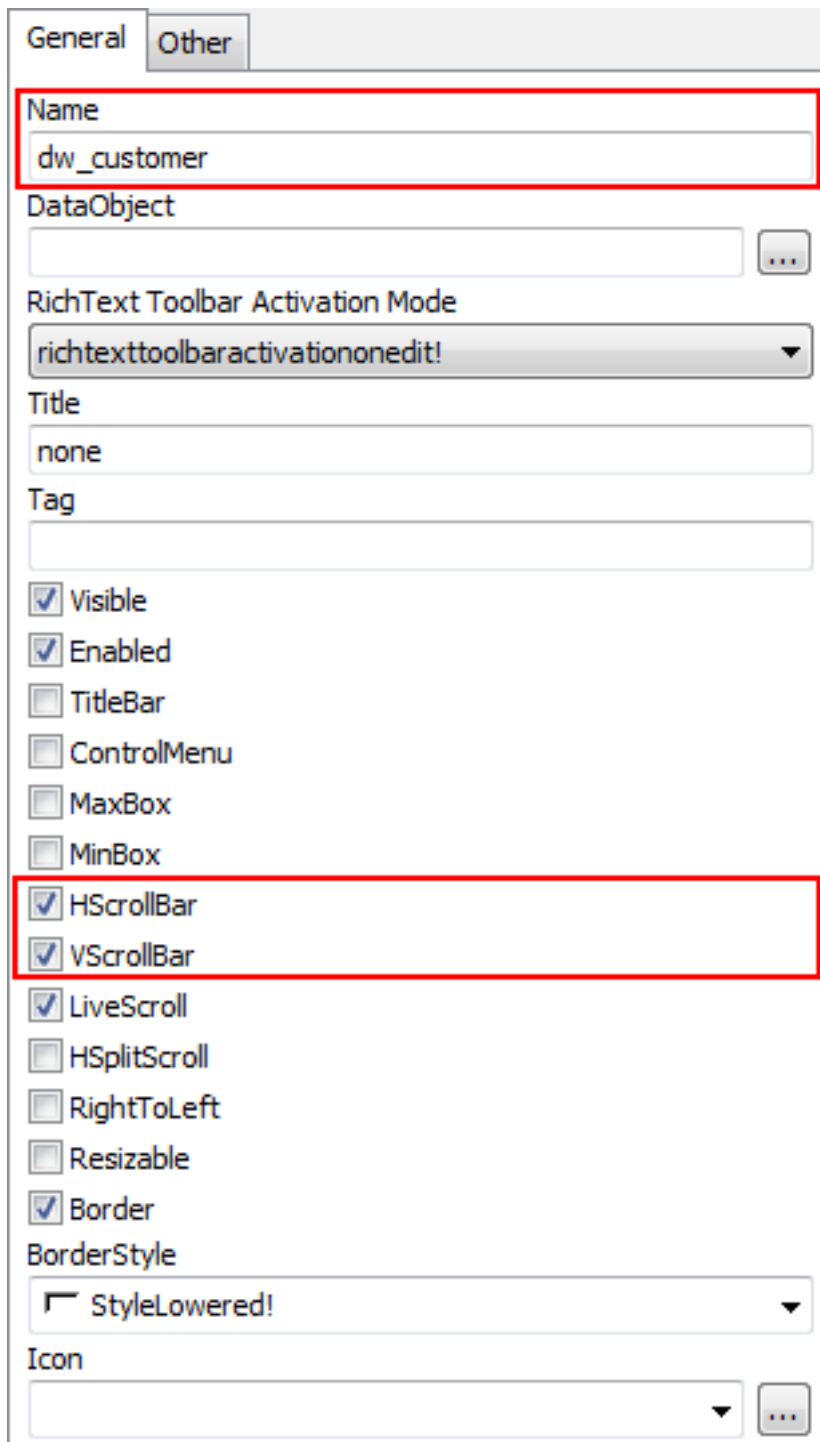 General Other
Name
dw_customer
DataObject
...
RichText Toolbar Activation Mode
richtexttoolbaractivationonedit!
Title
none
Tag
Visible
Enabled
TitleBar
ControlMenu
MaxBox
MinBox
HScrollBar
VScrollBar
LiveScroll
HSplitScroll
RightToLeft
Resizable
Border
BorderStyle
StyleLowered!
Icon
...